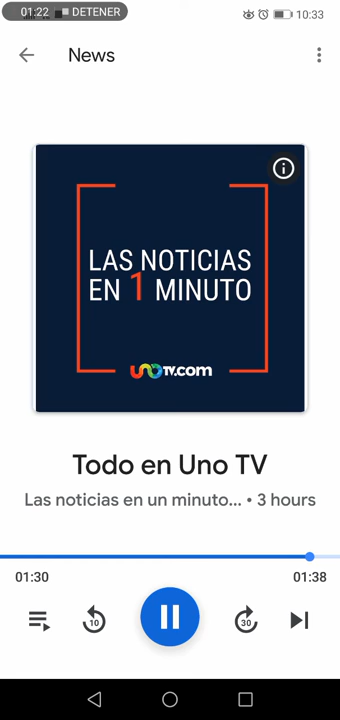 01:22 DETENER
10:33
News
LAS NOTICIAS
EN 1 MINUTO
UNOTV.com
Todo en Uno TV
Las noticias en un minuto... • 3 hours
01:30
01:38
10
30